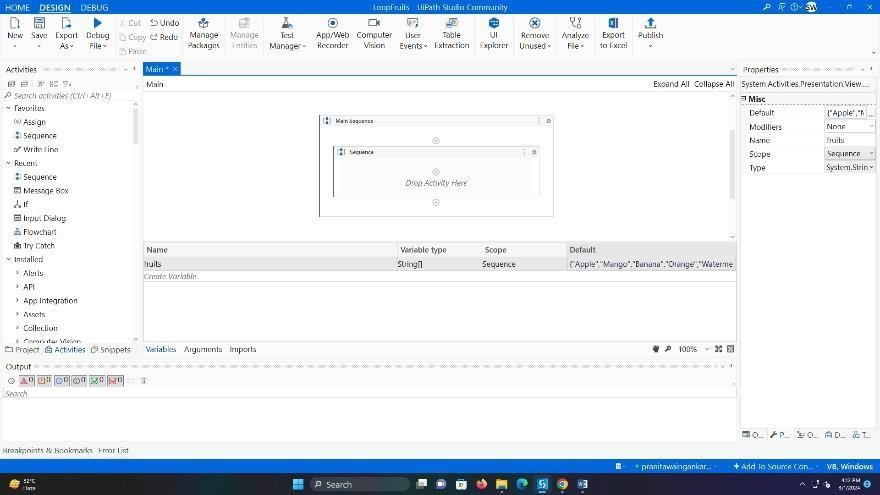 HOME DESIGN DEBUG LoopFruits UiPath Studio Community SW
New Save Export As Debug File Cut Copy Paste Undo Redo Manage Packages Manage Entities Test Manager App/Web Recorder Computer Vision User Events Table Extraction UI Explorer Remove Unused Analyze File Export to Excel Publish
Activities
Search activities (Ctrl+Alt+F)
Favorites
Assign
Sequence
Write Line
Recent
Sequence
Message Box
If
Input Dialog
Flowchart
Try Catch
Installed
Alerts
API
App Integration
Assets
Collection
Computer Vision
Project Activities Snippets
Main *
Main Expand All Collapse All
Main Sequence
Sequence
Drop Activity Here
Name Variable type Scope Default
fruits String[] Sequence {"Apple","Mango","Banana","Orange","Waterme
Create Variable
Variables Arguments Imports 100%
Properties
System.Activities.Presentation.View....
Misc
Default {"Apple","M ...
Modifiers None
Name fruits
Scope Sequence
Type System.Strin
O... P... O... D... T...
Output
0 0 0 0 0 0
Search
Breakpoints & Bookmarks Error List
0 pranitawaingankar... + Add To Source Con... VB, Windows
32°C
Haze
Search
4:12 PM